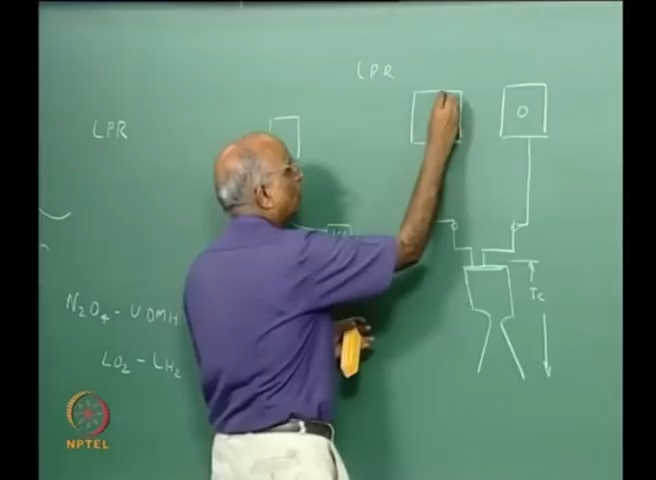 LPR
LPR
O
Tc
N2O4 - UDMH
LO2 - LH2
NPTEL